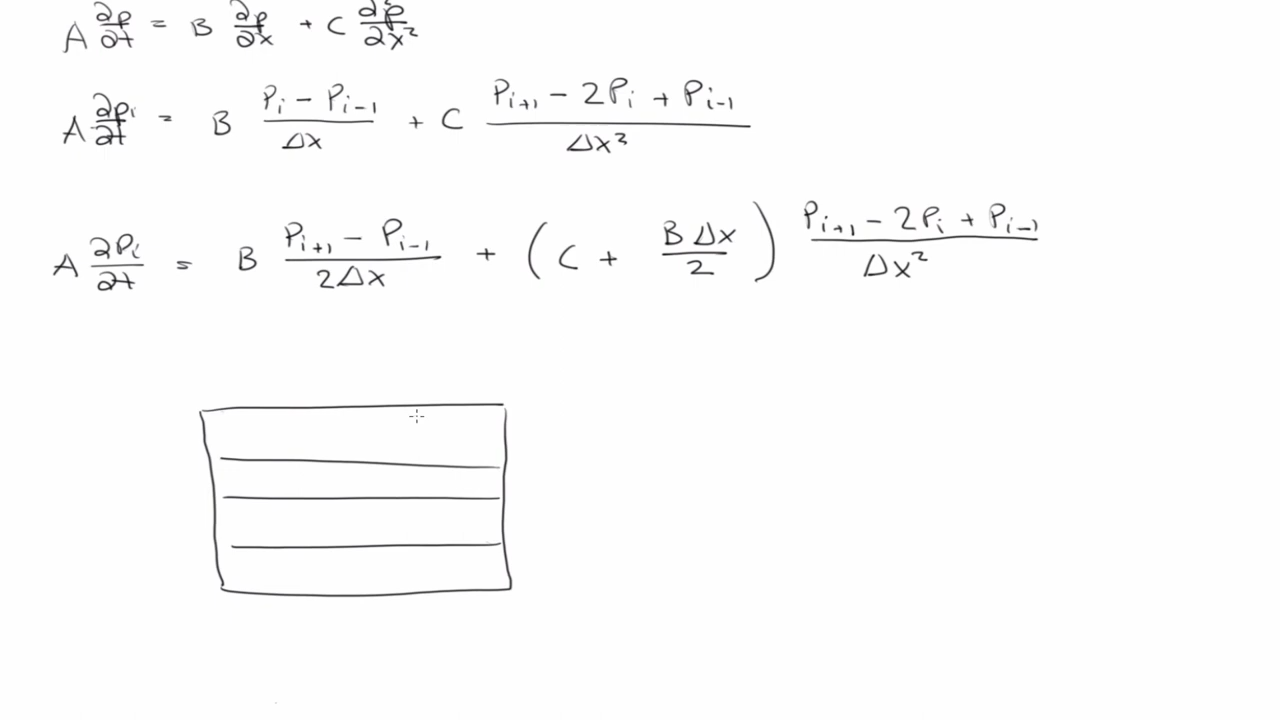 A ∂p/∂t = B ∂p/∂x + C ∂²p/∂x²
A ∂pᵢ/∂t = B (Pᵢ − Pᵢ₋₁)/Δx + C (Pᵢ₊₁ − 2Pᵢ + Pᵢ₋₁)/Δx²
A ∂Pᵢ/∂t = B (Pᵢ₊₁ − Pᵢ₋₁)/2Δx + (C + B Δx/2) (Pᵢ₊₁ − 2Pᵢ + Pᵢ₋₁)/Δx²